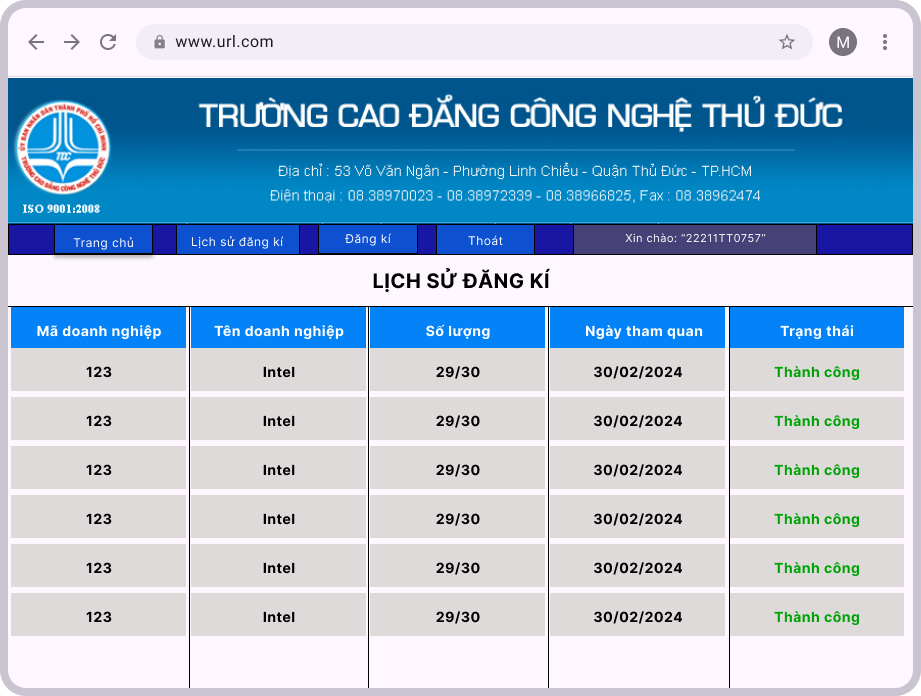 www.url.com
M
ỦY BAN NHÂN DÂN THÀNH PHỐ HỒ CHÍ MINH
TDC
TRƯỜNG CAO ĐẲNG CÔNG NGHỆ THỦ ĐỨC
ISO 9001:2008
TRƯỜNG CAO ĐẲNG CÔNG NGHỆ THỦ ĐỨC
Địa chỉ : 53 Võ Văn Ngân - Phường Linh Chiểu - Quận Thủ Đức - TP.HCM
Điện thoại : 08.38970023 - 08.38972339 - 08.38966825, Fax : 08.38962474
Trang chủ Lịch sử đăng kí Đăng kí Thoát Xin chào: "22211TT0757"
LỊCH SỬ ĐĂNG KÍ
Mã doanh nghiệp Tên doanh nghiệp Số lượng Ngày tham quan Trạng thái
123 Intel 29/30 30/02/2024 Thành công
123 Intel 29/30 30/02/2024 Thành công
123 Intel 29/30 30/02/2024 Thành công
123 Intel 29/30 30/02/2024 Thành công
123 Intel 29/30 30/02/2024 Thành công
123 Intel 29/30 30/02/2024 Thành công